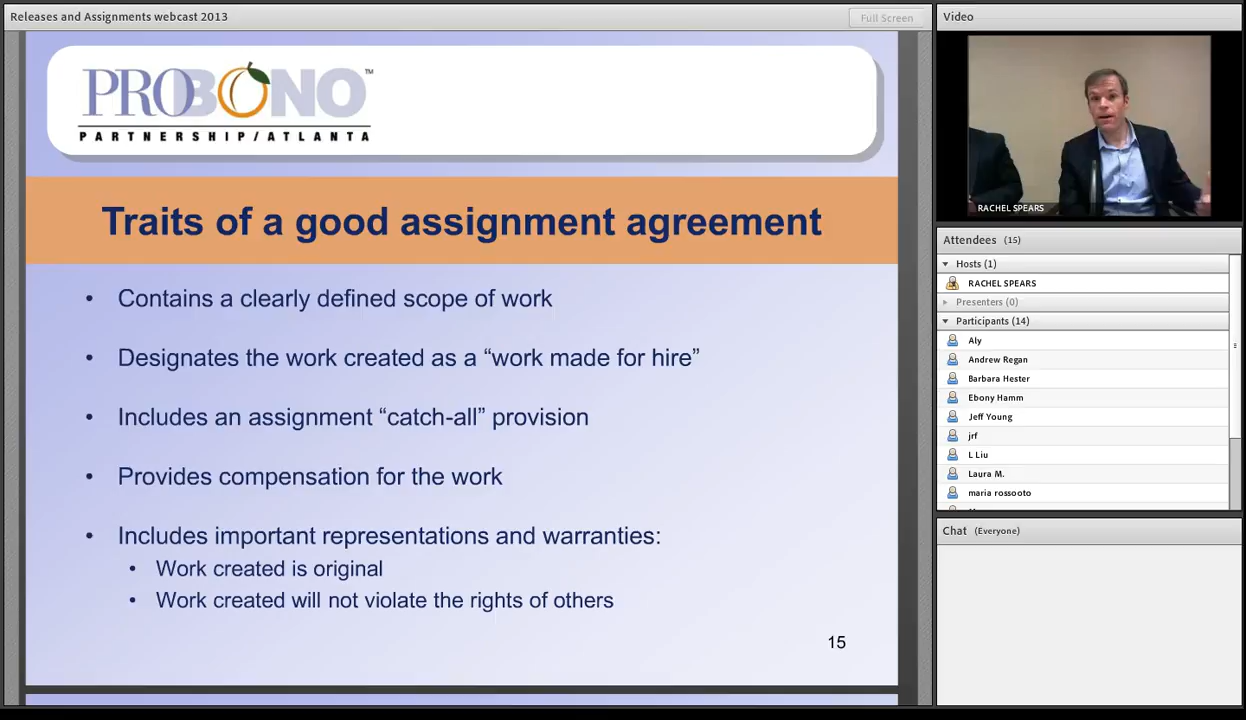 Releases and Assignments webcast 2013
Full Screen
PROBONO™
PARTNERSHIP/ATLANTA
Traits of a good assignment agreement
• Contains a clearly defined scope of work
• Designates the work created as a “work made for hire”
• Includes an assignment “catch-all” provision
• Provides compensation for the work
• Includes important representations and warranties:
• Work created is original
• Work created will not violate the rights of others
15
Video
RACHEL SPEARS
Attendees (15)
Hosts (1)
RACHEL SPEARS
Presenters (0)
Participants (14)
Aly
Andrew Regan
Barbara Hester
Ebony Hamm
Jeff Young
jrf
L Liu
Laura M.
maria rossooto
Chat (Everyone)